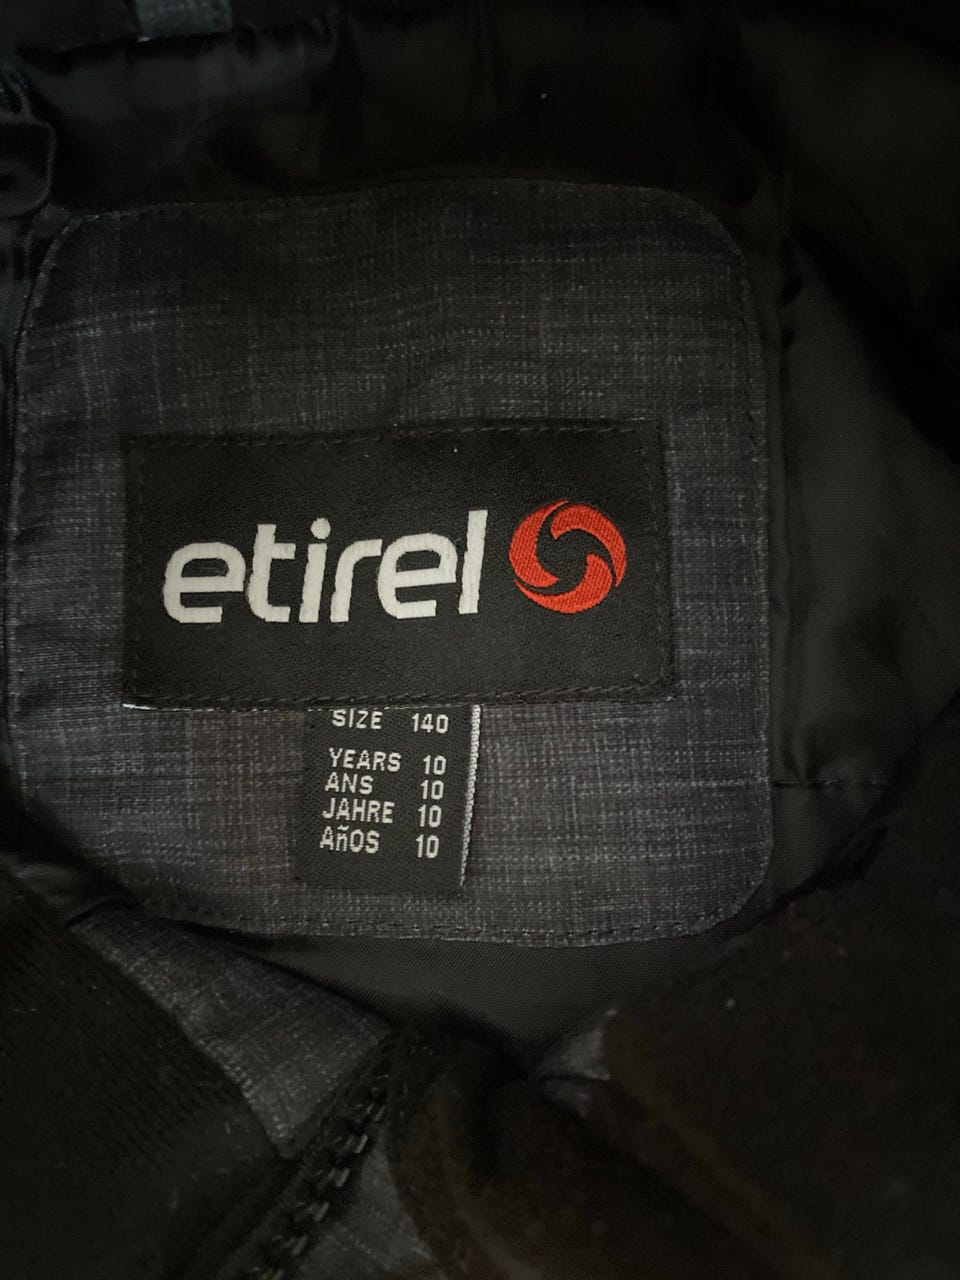 etirel
SIZE 140
YEARS 10
ANS 10
JAHRE 10
AñOS 10